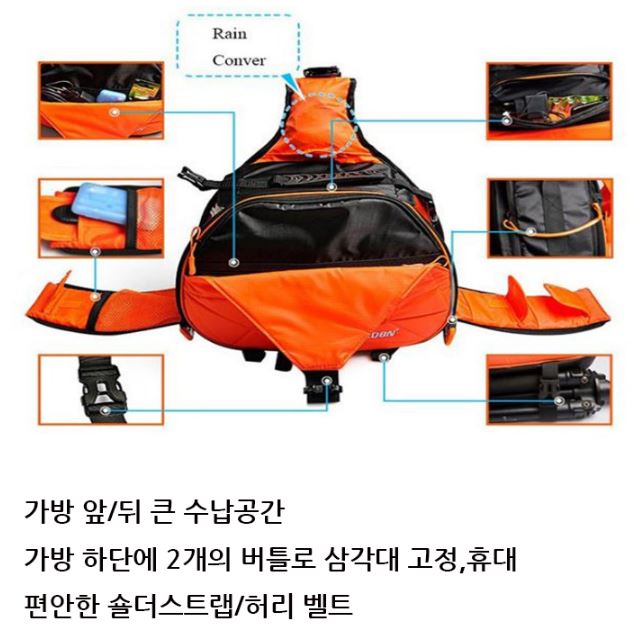 Rain
Conver
가방 앞/뒤 큰 수납공간
가방 하단에 2개의 버틀로 삼각대 고정,휴대
편안한 숄더스트랩/허리 벨트